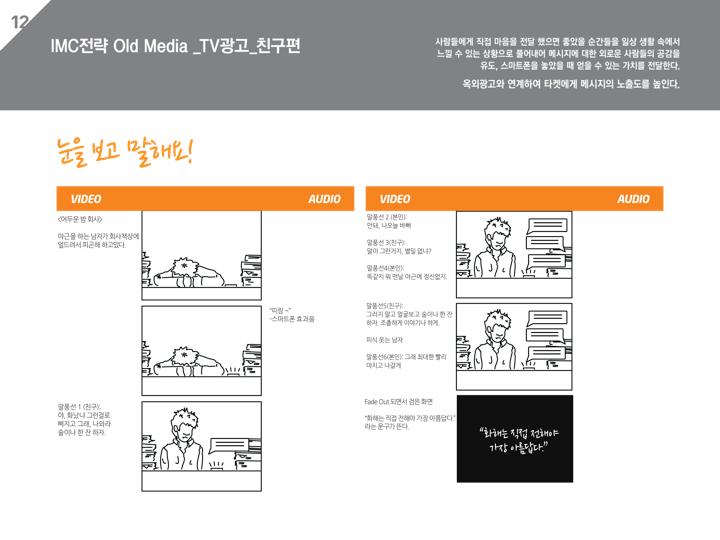 12
IMC전략 Old Media _TV광고_친구편
사람들에게 직접 마음을 전달 했으면 좋았을 순간들을 일상 생활 속에서
느낄 수 있는 상황으로 풀어내어 메시지에 대한 외로운 사람들의 공감을
유도, 스마트폰을 놓았을 때 얻을 수 있는 가치를 전달한다.
옥외광고와 연계하여 타켓에게 메시지의 노출도를 높인다.
눈을 보고 말해요!
VIDEO
AUDIO
<어두운 밤 회사>
야근을 하는 남자가 회사책상에
엎드려서 피곤해 하고있다.
“띠링 ~”
-스마트폰 효과음
말풍선 1 (친구):
야, 화났냐 그런걸로
삐지고 그래, 나와라
술이나 한 잔 하자.
VIDEO
AUDIO
말풍선 2 (본인):
안돼, 나오늘 바빠
말풍선 3(친구):
말이 그런거지, 별일 없냐?
말풍선4(본인):
똑같지 뭐 맨날 야근에 정신없지.
말풍선5(친구):
그러지 말고 얼굴보고 술이나 한 잔
하자. 조촐하게 이야기나 하게.
피식 웃는 남자
말풍선6(본인): 그래 최대한 빨리
마치고 나갈게
Fade Out 되면서 검은 화면
“화해는 직접 전해야 가장 아름답다.”
라는 문구가 뜬다.
“화해는 직접 전해야
가장 아름답다.”